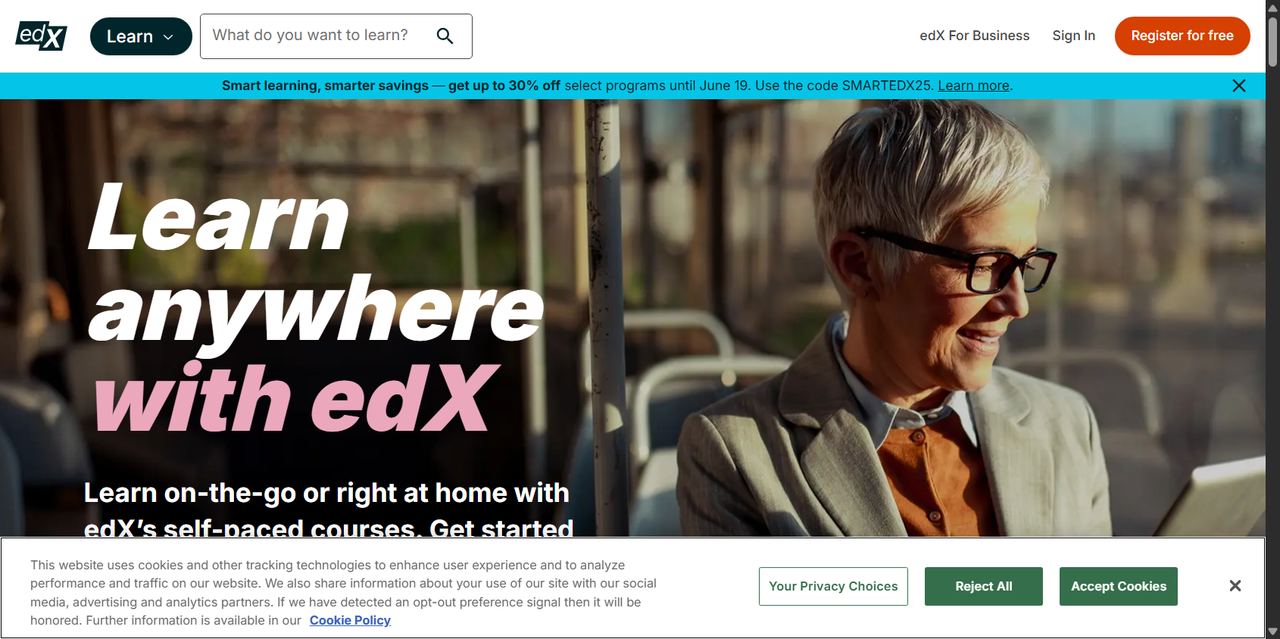 edX
Learn
What do you want to learn?
edX For Business
Sign In
Register for free
Smart learning, smarter savings — get up to 30% off select programs until June 19. Use the code SMARTEDX25. Learn more.
Learn
anywhere
with edX
Learn on-the-go or right at home with
edX’s self-paced courses. Get started
This website uses cookies and other tracking technologies to enhance user experience and to analyze
performance and traffic on our website. We also share information about your use of our site with our social
media, advertising and analytics partners. If we have detected an opt-out preference signal then it will be
honored. Further information is available in our Cookie Policy
Your Privacy Choices
Reject All
Accept Cookies